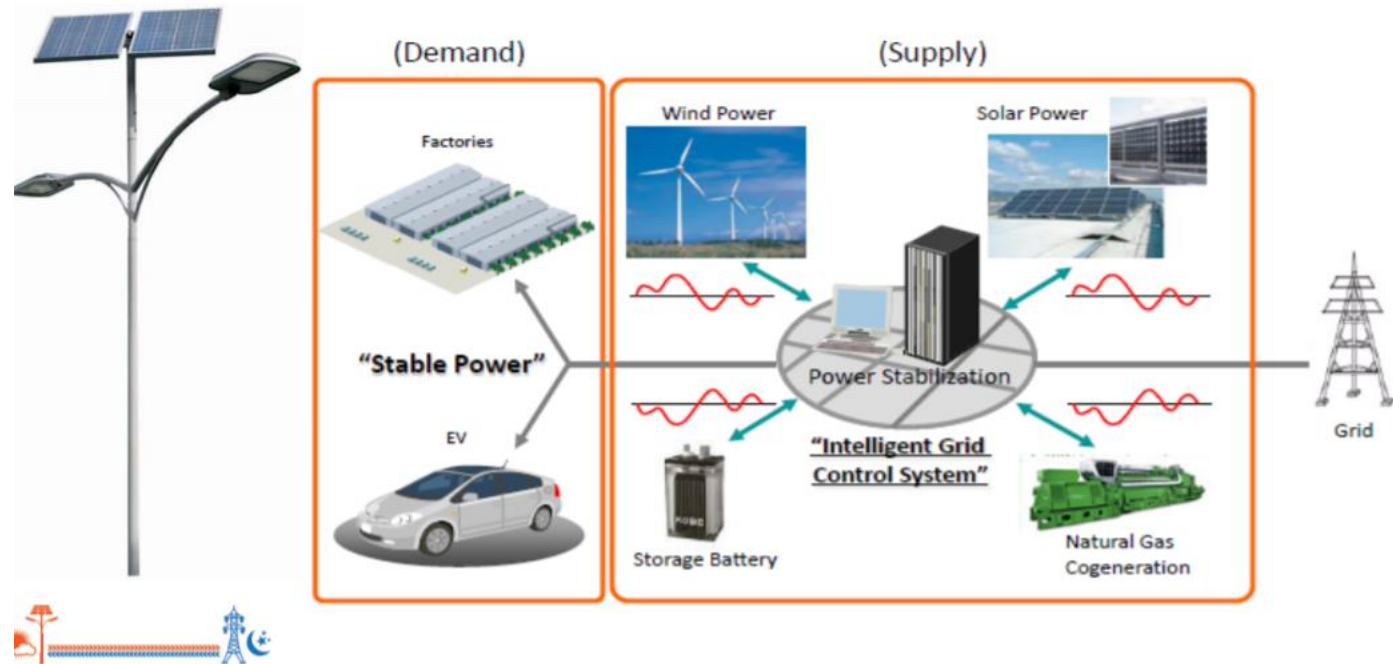 (Demand)
(Supply)
Factories
Wind Power
Solar Power
“Stable Power”
Power Stabilization
EV
“Intelligent Grid
Control System”
Grid
Storage Battery
Natural Gas
Cogeneration